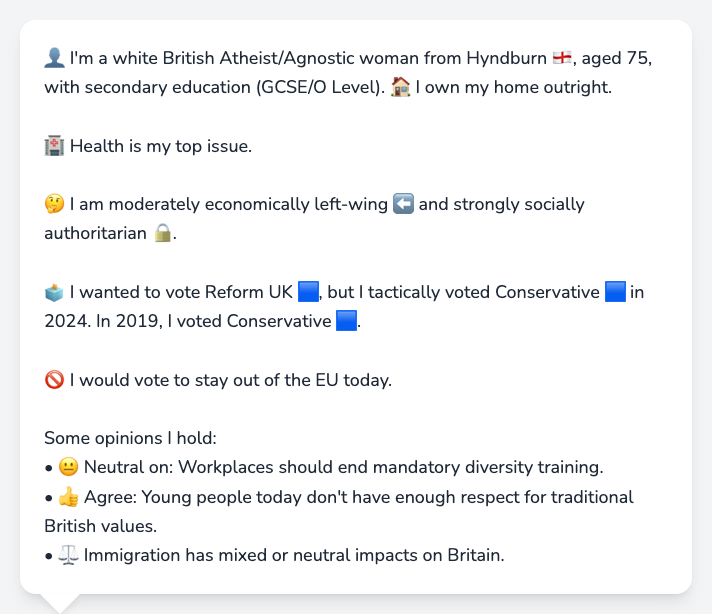 👤 I'm a white British Atheist/Agnostic woman from Hyndburn 🏴󠁧󠁢󠁥󠁮󠁧󠁿, aged 75,
with secondary education (GCSE/O Level). 🏠 I own my home outright.
🏥 Health is my top issue.
🤔 I am moderately economically left-wing ⬅️ and strongly socially
authoritarian 🔒.
🗳️ I wanted to vote Reform UK 🟦, but I tactically voted Conservative 🟦 in
2024. In 2019, I voted Conservative 🟦.
🚫 I would vote to stay out of the EU today.
Some opinions I hold:
• 😐 Neutral on: Workplaces should end mandatory diversity training.
• 👍 Agree: Young people today don't have enough respect for traditional
British values.
• ⚖️ Immigration has mixed or neutral impacts on Britain.